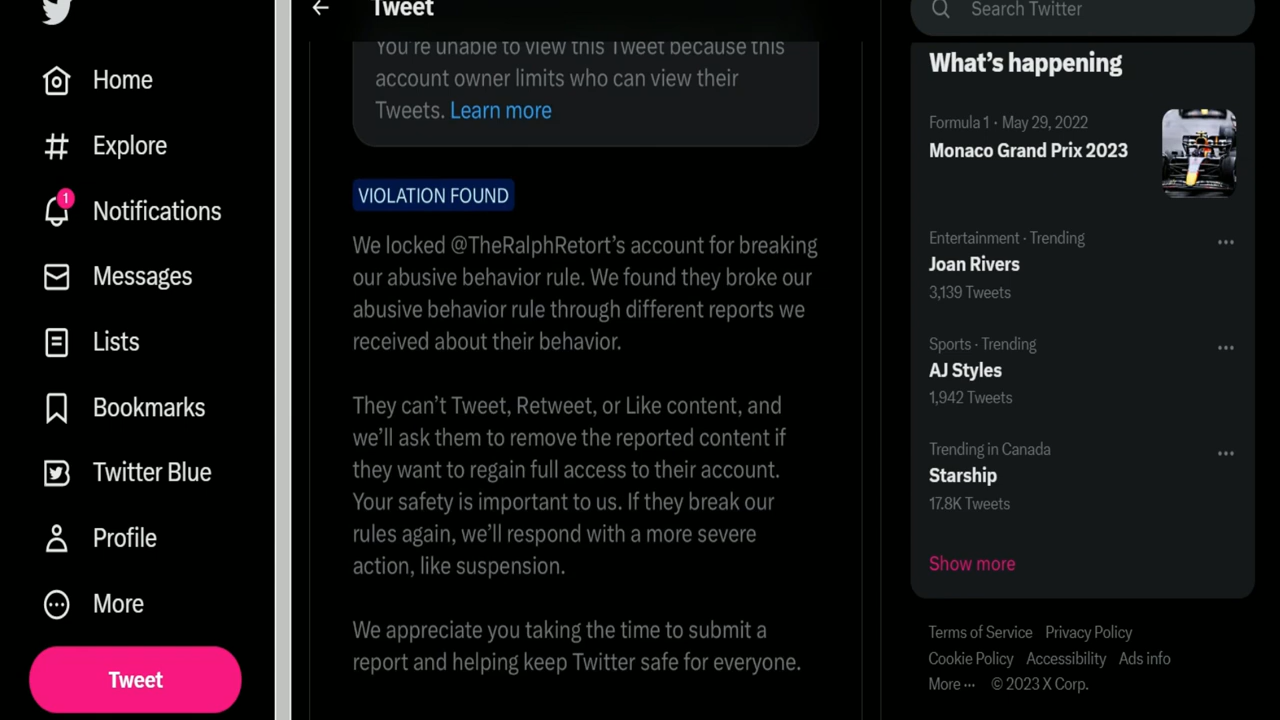 Home
Explore
1
Notifications
Messages
Lists
Bookmarks
Twitter Blue
Profile
More
Tweet
Tweet
You're unable to view this Tweet because this
account owner limits who can view their
Tweets. Learn more
VIOLATION FOUND
We locked @TheRalphRetort's account for breaking
our abusive behavior rule. We found they broke our
abusive behavior rule through different reports we
received about their behavior.
They can't Tweet, Retweet, or Like content, and
we'll ask them to remove the reported content if
they want to regain full access to their account.
Your safety is important to us. If they break our
rules again, we'll respond with a more severe
action, like suspension.
We appreciate you taking the time to submit a
report and helping keep Twitter safe for everyone.
Search Twitter
What's happening
Formula 1 · May 29, 2022
Monaco Grand Prix 2023
Entertainment · Trending
Joan Rivers
3,139 Tweets
Sports · Trending
AJ Styles
1,942 Tweets
Trending in Canada
Starship
17.8K Tweets
Show more
Terms of Service Privacy Policy
Cookie Policy Accessibility Ads info
More ··· © 2023 X Corp.